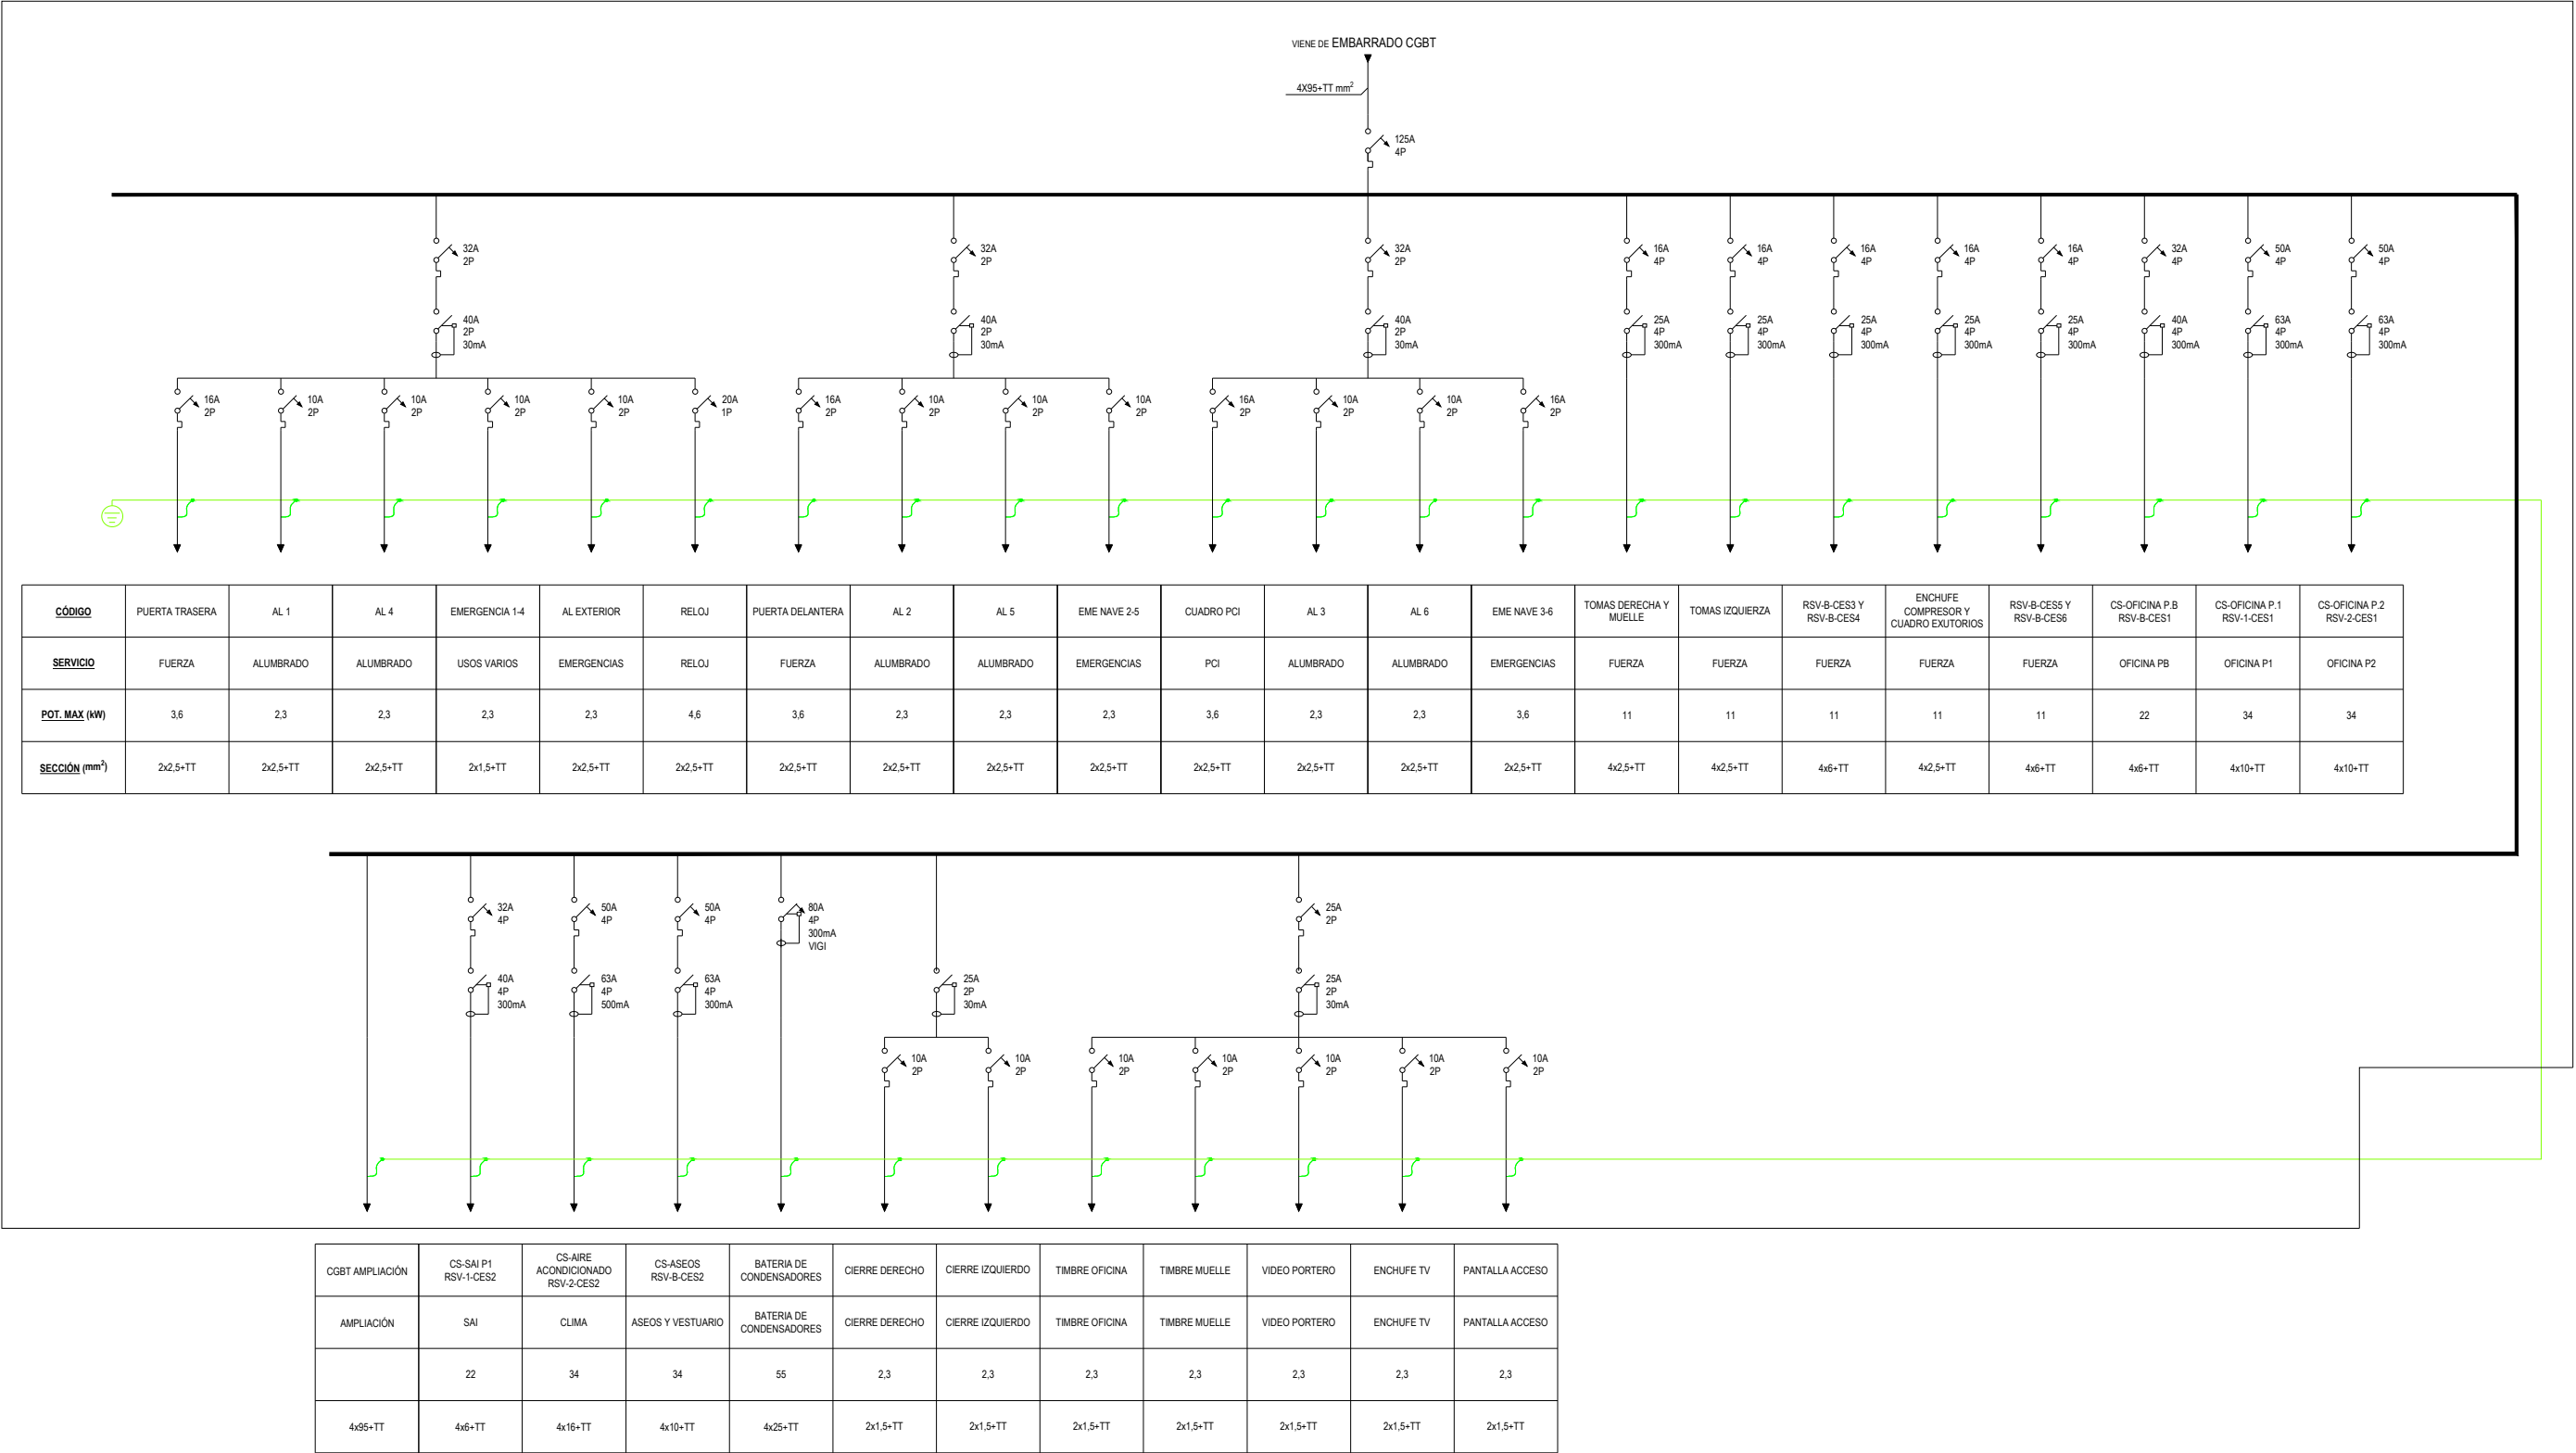 VIENE DE EMBARRADO CGBT
4X95+TT mm²
125A
4P
32A
2P
32A
2P
32A
2P
16A
4P
16A
4P
16A
4P
16A
4P
16A
4P
32A
4P
50A
4P
50A
4P
40A
2P
30mA
40A
2P
30mA
40A
2P
30mA
25A
4P
300mA
25A
4P
300mA
25A
4P
300mA
25A
4P
300mA
25A
4P
300mA
40A
4P
300mA
63A
4P
300mA
63A
4P
300mA
16A
2P
10A
2P
10A
2P
10A
2P
10A
2P
20A
1P
16A
2P
10A
2P
10A
2P
10A
2P
16A
2P
10A
2P
10A
2P
16A
2P
CÓDIGO
PUERTA TRASERA
AL 1
AL 4
EMERGENCIA 1-4
AL EXTERIOR
RELOJ
PUERTA DELANTERA
AL 2
AL 5
EME NAVE 2-5
CUADRO PCI
AL 3
AL 6
EME NAVE 3-6
TOMAS DERECHA Y
MUELLE
TOMAS IZQUIERZA
RSV-B-CES3 Y
RSV-B-CES4
ENCHUFE
COMPRESOR Y
CUADRO EXUTORIOS
RSV-B-CES5 Y
RSV-B-CES6
CS-OFICINA P.B
RSV-B-CES1
CS-OFICINA P.1
RSV-1-CES1
CS-OFICINA P.2
RSV-2-CES1
SERVICIO
FUERZA
ALUMBRADO
ALUMBRADO
USOS VARIOS
EMERGENCIAS
RELOJ
FUERZA
ALUMBRADO
ALUMBRADO
EMERGENCIAS
PCI
ALUMBRADO
ALUMBRADO
EMERGENCIAS
FUERZA
FUERZA
FUERZA
FUERZA
FUERZA
OFICINA PB
OFICINA P1
OFICINA P2
POT. MAX (kW)
3,6
2,3
2,3
2,3
2,3
4,6
3,6
2,3
2,3
2,3
3,6
2,3
2,3
3,6
11
11
11
11
11
22
34
34
SECCIÓN (mm²)
2x2,5+TT
2x2,5+TT
2x2,5+TT
2x1,5+TT
2x2,5+TT
2x2,5+TT
2x2,5+TT
2x2,5+TT
2x2,5+TT
2x2,5+TT
2x2,5+TT
2x2,5+TT
2x2,5+TT
2x2,5+TT
4x2,5+TT
4x2,5+TT
4x6+TT
4x2,5+TT
4x6+TT
4x6+TT
4x10+TT
4x10+TT
32A
4P
50A
4P
50A
4P
80A
4P
300mA
VIGI
25A
2P
40A
4P
300mA
63A
4P
500mA
63A
4P
300mA
25A
2P
30mA
25A
2P
30mA
10A
2P
10A
2P
10A
2P
10A
2P
10A
2P
10A
2P
10A
2P
CGBT AMPLIACIÓN
CS-SAI P1
RSV-1-CES2
CS-AIRE
ACONDICIONADO
RSV-2-CES2
CS-ASEOS
RSV-B-CES2
BATERIA DE
CONDENSADORES
CIERRE DERECHO
CIERRE IZQUIERDO
TIMBRE OFICINA
TIMBRE MUELLE
VIDEO PORTERO
ENCHUFE TV
PANTALLA ACCESO
AMPLIACIÓN
SAI
CLIMA
ASEOS Y VESTUARIO
BATERIA DE
CONDENSADORES
CIERRE DERECHO
CIERRE IZQUIERDO
TIMBRE OFICINA
TIMBRE MUELLE
VIDEO PORTERO
ENCHUFE TV
PANTALLA ACCESO
22
34
34
55
2,3
2,3
2,3
2,3
2,3
2,3
2,3
4x95+TT
4x6+TT
4x16+TT
4x10+TT
4x25+TT
2x1,5+TT
2x1,5+TT
2x1,5+TT
2x1,5+TT
2x1,5+TT
2x1,5+TT
2x1,5+TT